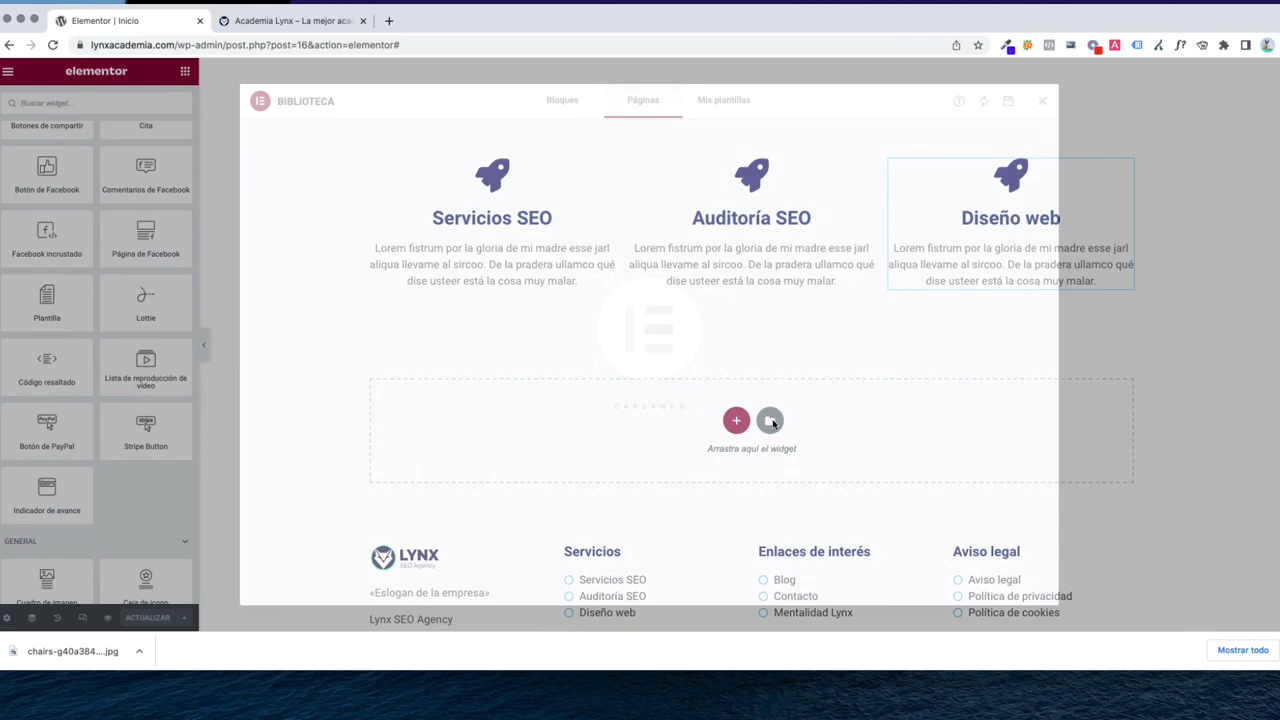 Elementor | Inicio
Academia Lynx – La mejor aca
lynxacademia.com/wp-admin/post.php?post=16&action=elementor#
elementor
Buscar widget...
Botones de compartir
Cita
Botón de Facebook
Comentarios de Facebook
Facebook incrustado
Página de Facebook
Plantilla
Lottie
Código resaltado
Lista de reproducción de vídeo
Botón de PayPal
Stripe Button
Indicador de avance
GENERAL
Cuadro de imagen
Caja de icono
ACTUALIZAR
BIBLIOTECA
Bloques
Páginas
Mis plantillas
Servicios SEO
Lorem fistrum por la gloria de mi madre esse jarl
aliqua llevame al sircoo. De la pradera ullamco qué
dise usteer está la cosa muy malar.
Auditoría SEO
Lorem fistrum por la gloria de mi madre esse jarl
aliqua llevame al sircoo. De la pradera ullamco qué
dise usteer está la cosa muy malar.
Diseño web
Lorem fistrum por la gloria de mi madre esse jarl
aliqua llevame al sircoo. De la pradera ullamco qué
dise usteer está la cosa muy malar.
CARGANDO
Arrastra aquí el widget
LYNX
SEO Agency
«Eslogan de la empresa»
Lynx SEO Agency
Servicios
Servicios SEO
Auditoría SEO
Diseño web
Enlaces de interés
Blog
Contacto
Mentalidad Lynx
Aviso legal
Aviso legal
Política de privacidad
Política de cookies
chairs-g40a384....jpg
Mostrar todo